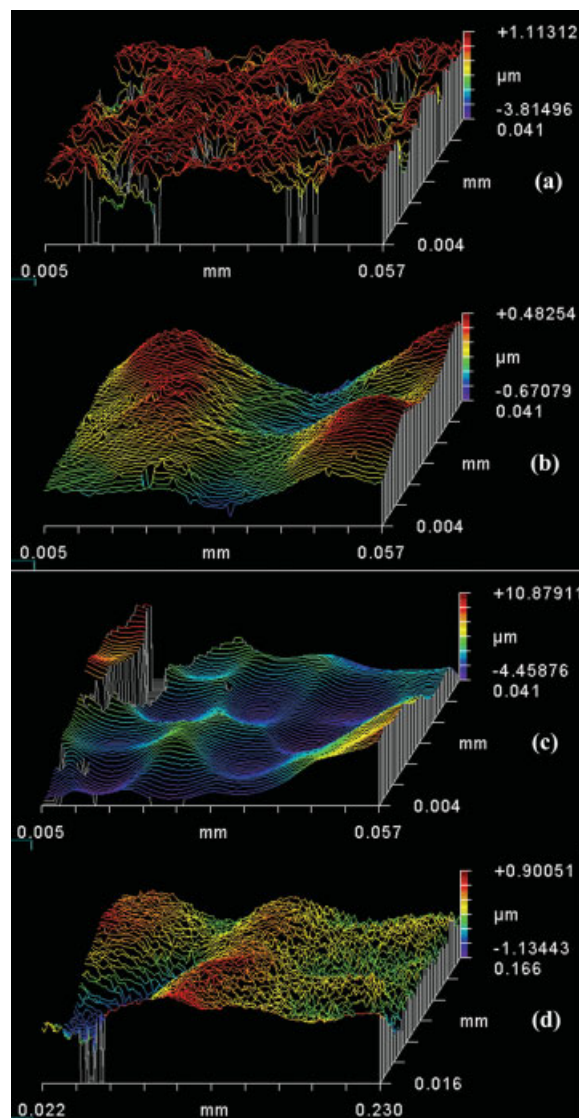 +1.11312
µm
-3.81496
0.041
mm
(a)
0.004
0.005
mm
0.057
+0.48254
µm
-0.67079
0.041
mm
(b)
0.004
0.005
mm
0.057
+10.87911
µm
-4.45876
0.041
mm
(c)
0.004
0.005
mm
0.057
+0.90051
µm
-1.13443
0.166
mm
(d)
0.016
0.022
mm
0.230